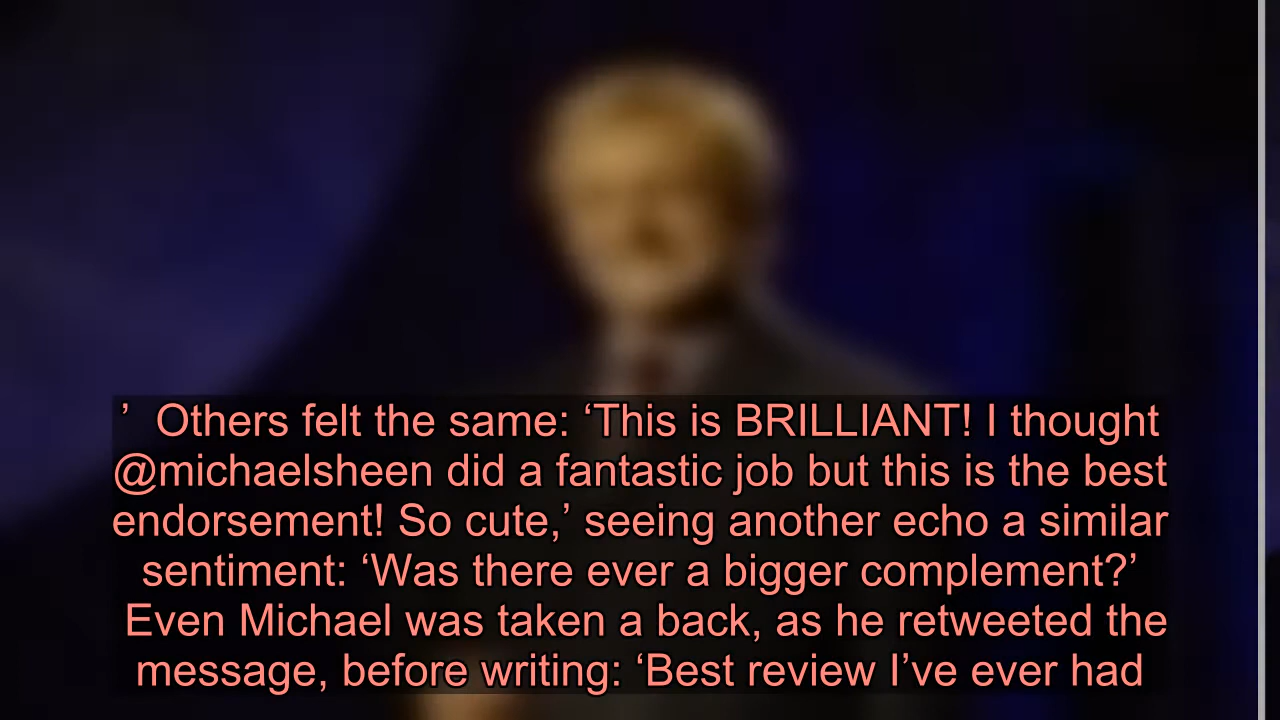 ’  Others felt the same: ‘This is BRILLIANT! I thought
@michaelsheen did a fantastic job but this is the best
endorsement! So cute,’ seeing another echo a similar
sentiment: ‘Was there ever a bigger complement?’
Even Michael was taken a back, as he retweeted the
message, before writing: ‘Best review I’ve ever had